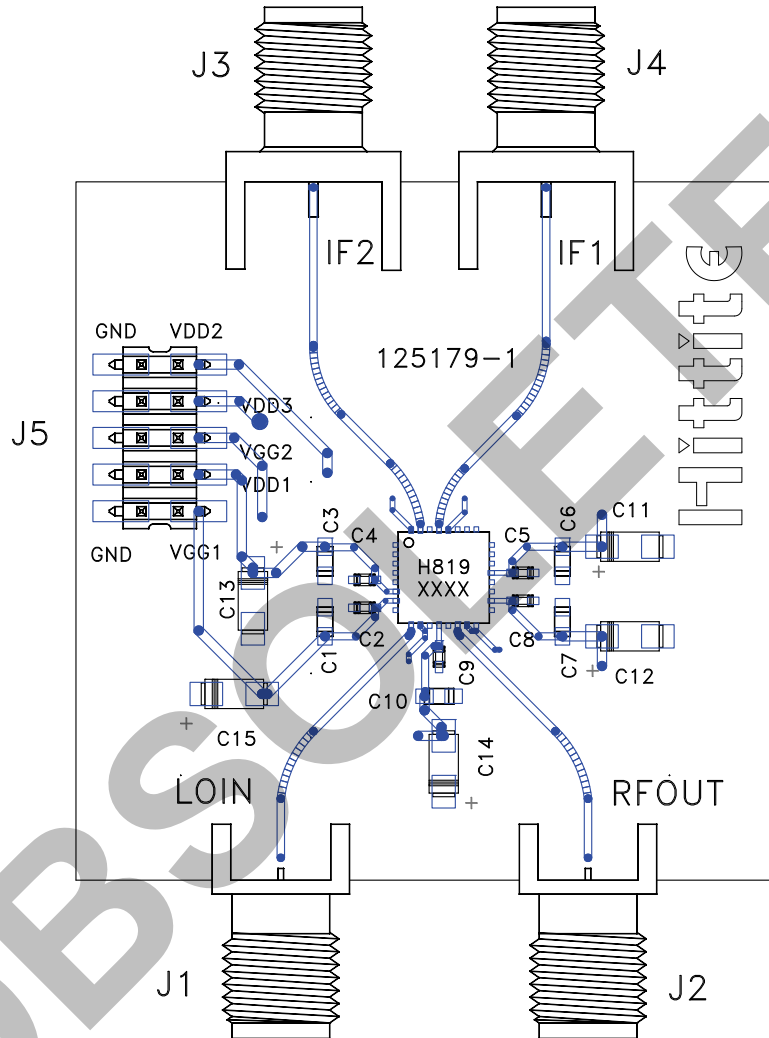 J3
J4
IF2
IF1
Hittite
GND
VDD2
125179-1
VDD3
J5
VGG2
VDD1
GND
VGG1
C3
C4
C5
C6
C11
H819
XXXX
C13
C1
C2
C8
C7
C12
C9
C10
C15
C14
LOIN
RFOUT
J1
J2
OBSOLETE